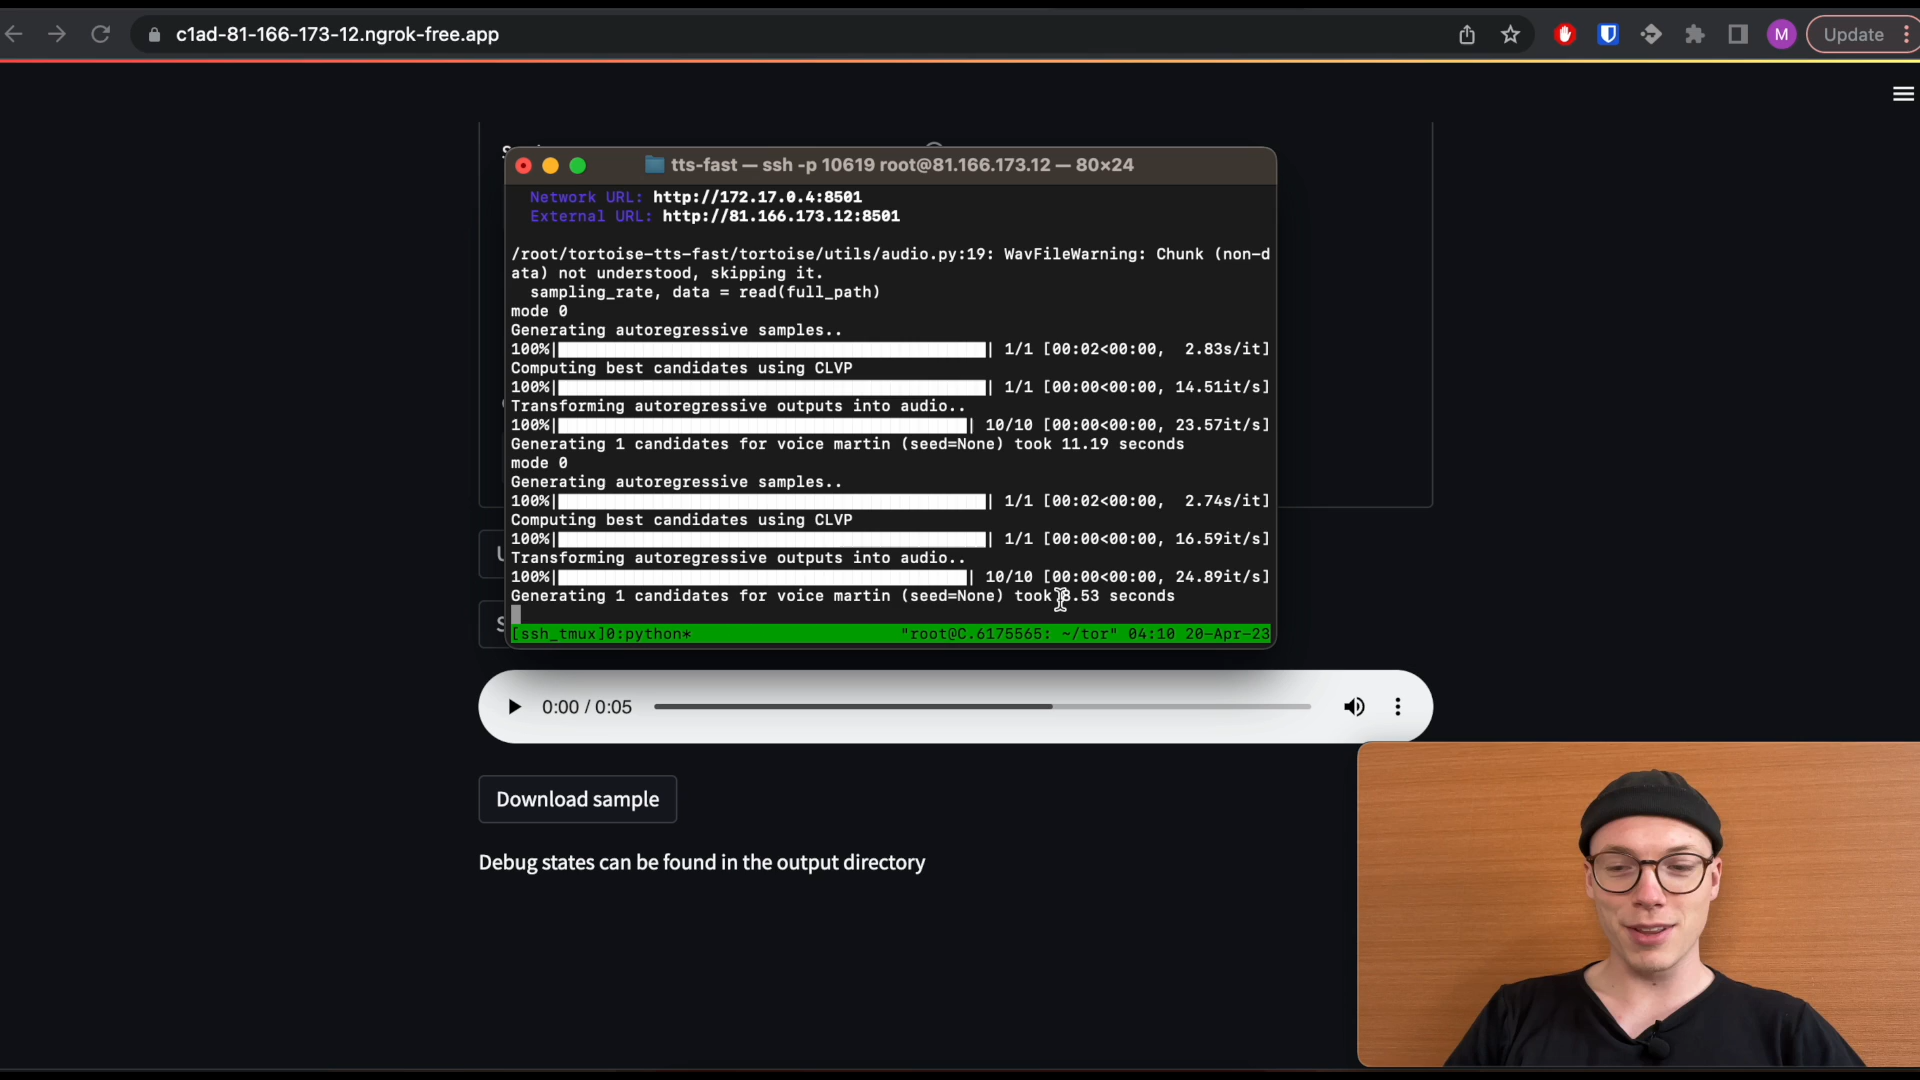 c1ad-81-166-173-12.ngrok-free.app
M
Update
tts-fast — ssh -p 10619 root@81.166.173.12 — 80×24
Network URL: http://172.17.0.4:8501
External URL: http://81.166.173.12:8501
/root/tortoise-tts-fast/tortoise/utils/audio.py:19: WavFileWarning: Chunk (non-d
ata) not understood, skipping it.
sampling_rate, data = read(full_path)
mode 0
Generating autoregressive samples..
100%| | 1/1 [00:02<00:00, 2.83s/it]
Computing best candidates using CLVP
100%| | 1/1 [00:00<00:00, 14.51it/s]
Transforming autoregressive outputs into audio..
100%| | 10/10 [00:00<00:00, 23.57it/s]
Generating 1 candidates for voice martin (seed=None) took 11.19 seconds
mode 0
Generating autoregressive samples..
100%| | 1/1 [00:02<00:00, 2.74s/it]
Computing best candidates using CLVP
100%| | 1/1 [00:00<00:00, 16.59it/s]
Transforming autoregressive outputs into audio..
100%| | 10/10 [00:00<00:00, 24.89it/s]
Generating 1 candidates for voice martin (seed=None) took 3.53 seconds
[ssh_tmux]0:python* "root@C.6175565: ~/tor" 04:10 20-Apr-23
0:00 / 0:05
Download sample
Debug states can be found in the output directory